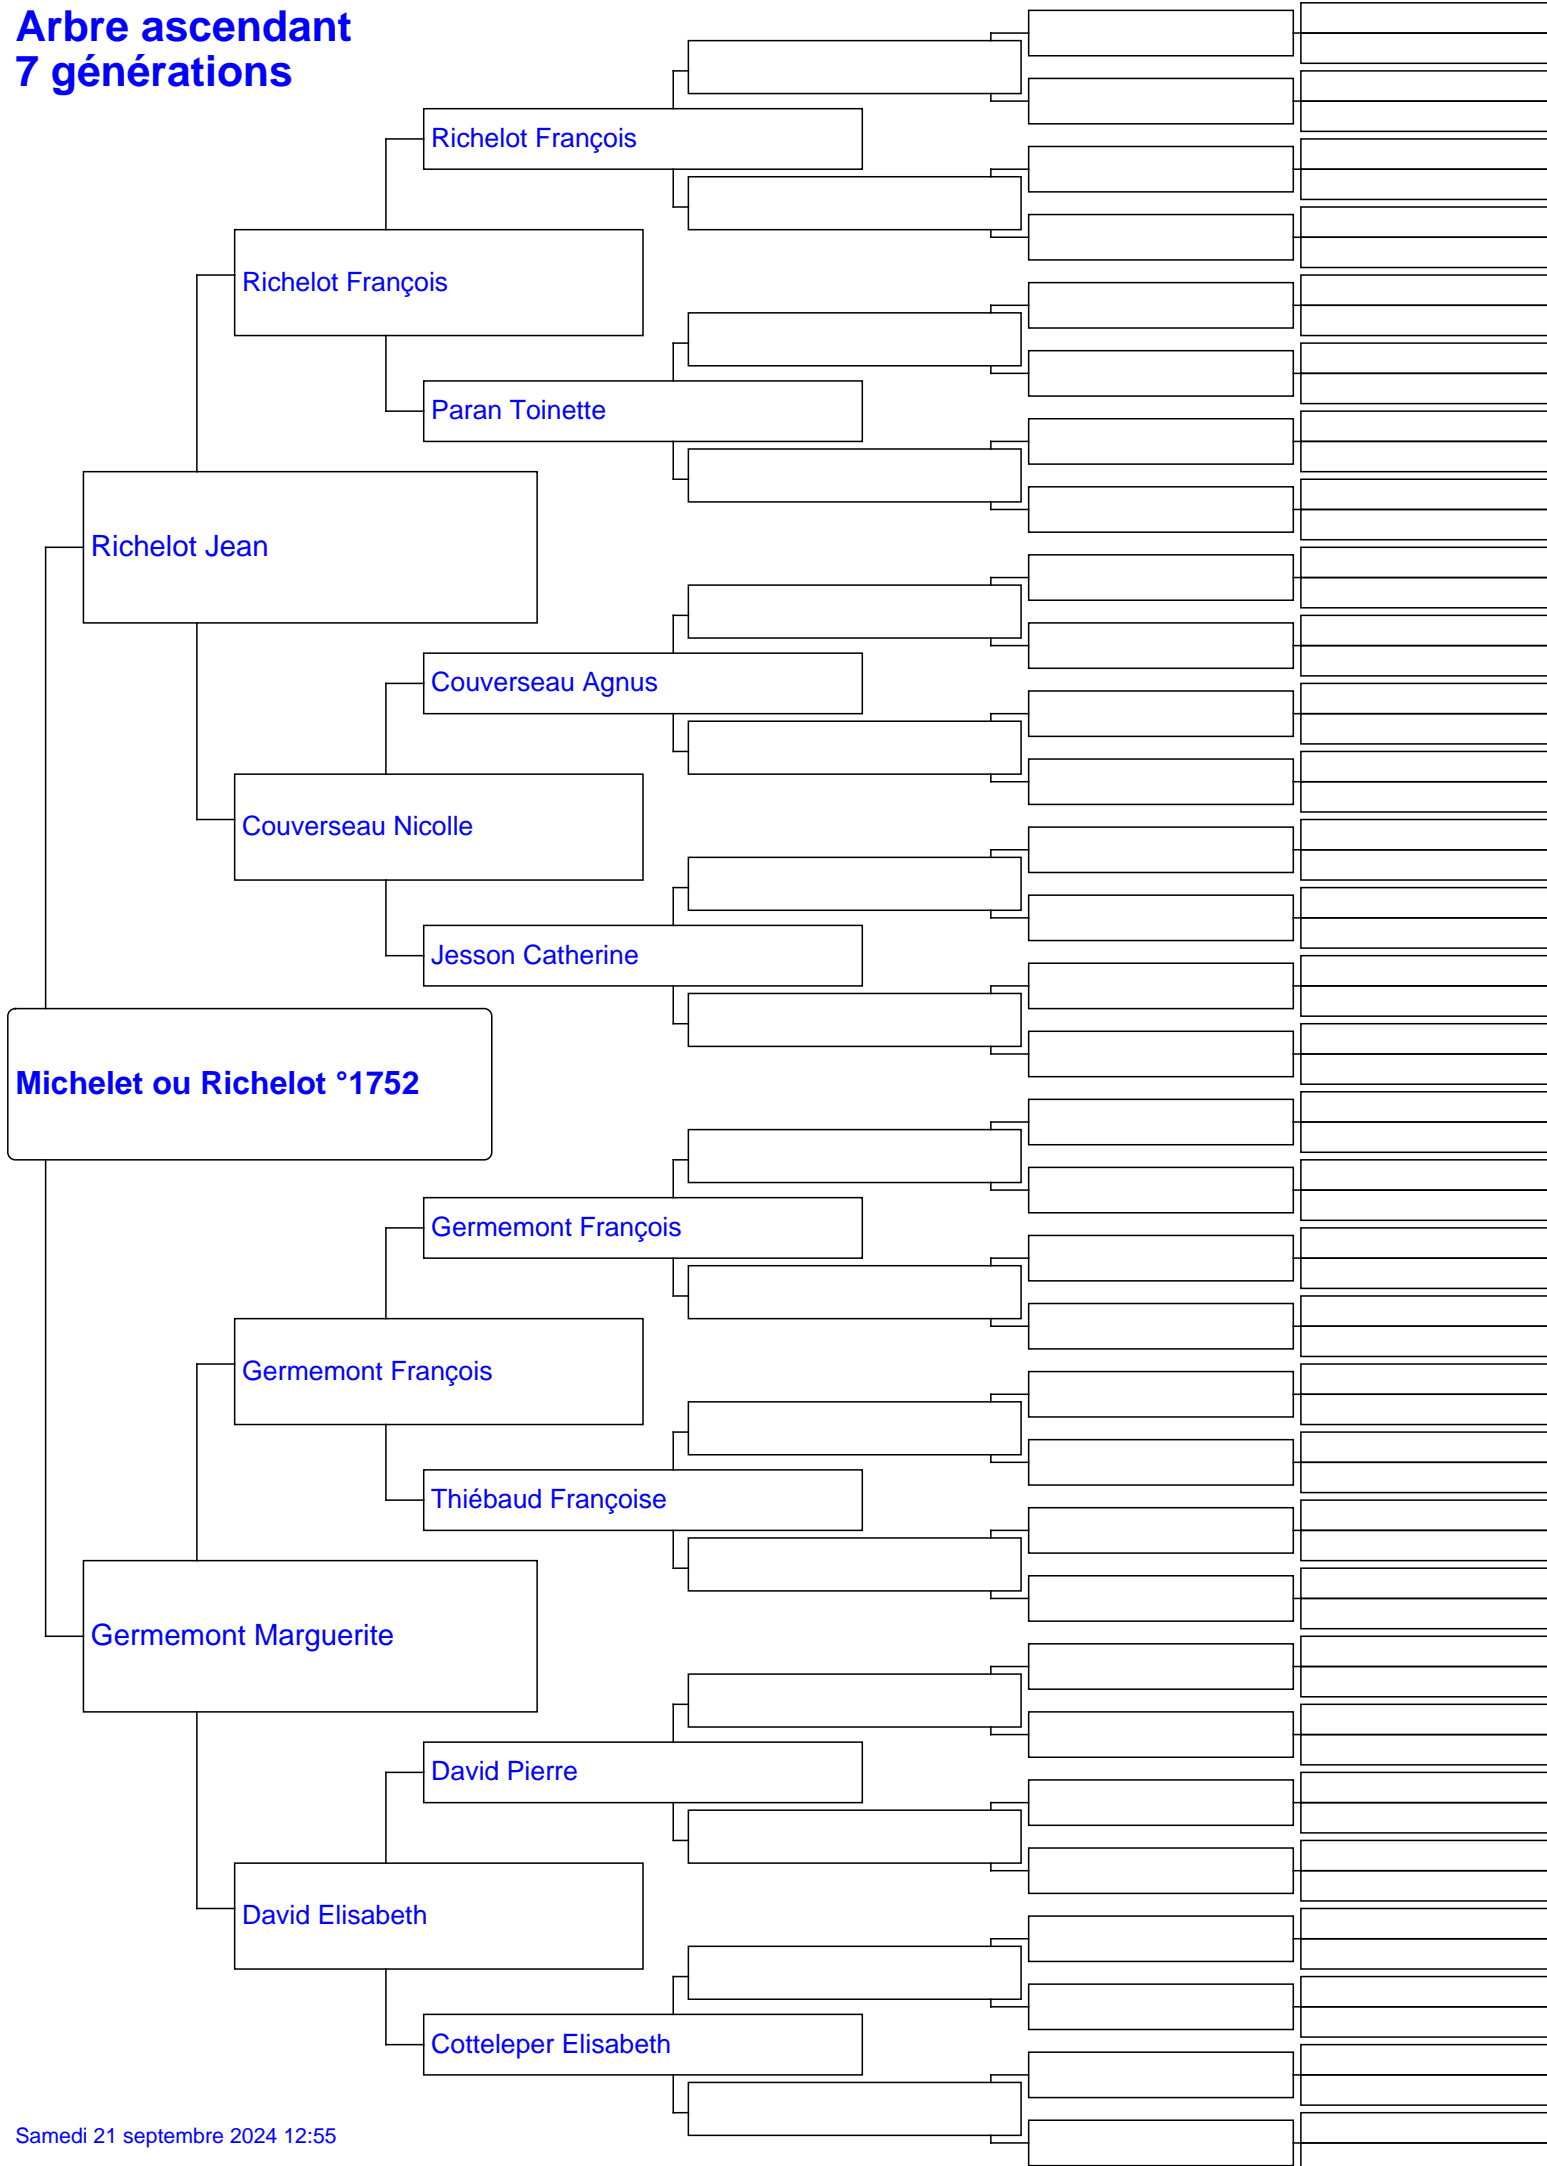 Arbre ascendant
7 générations
Richelot François
Richelot François
Paran Toinette
Richelot Jean
Couverseau Agnus
Couverseau Nicolle
Jesson Catherine
Michelet ou Richelot °1752
Germemont François
Germemont François
Thiébaud Françoise
Germemont Marguerite
David Pierre
David Elisabeth
Cotteleper Elisabeth
Samedi 21 septembre 2024 12:55